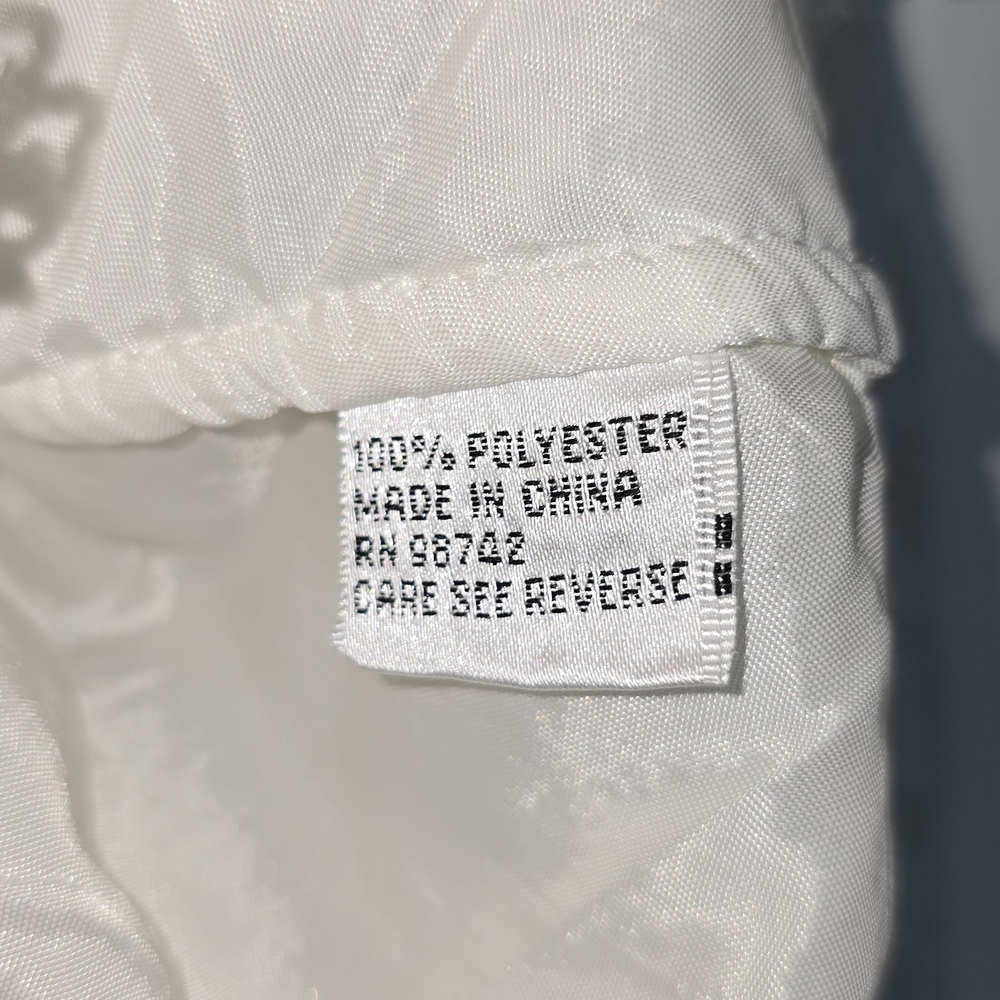 100% POLYESTER
MADE IN CHINA
RN 98742
CARE SEE REVERSE